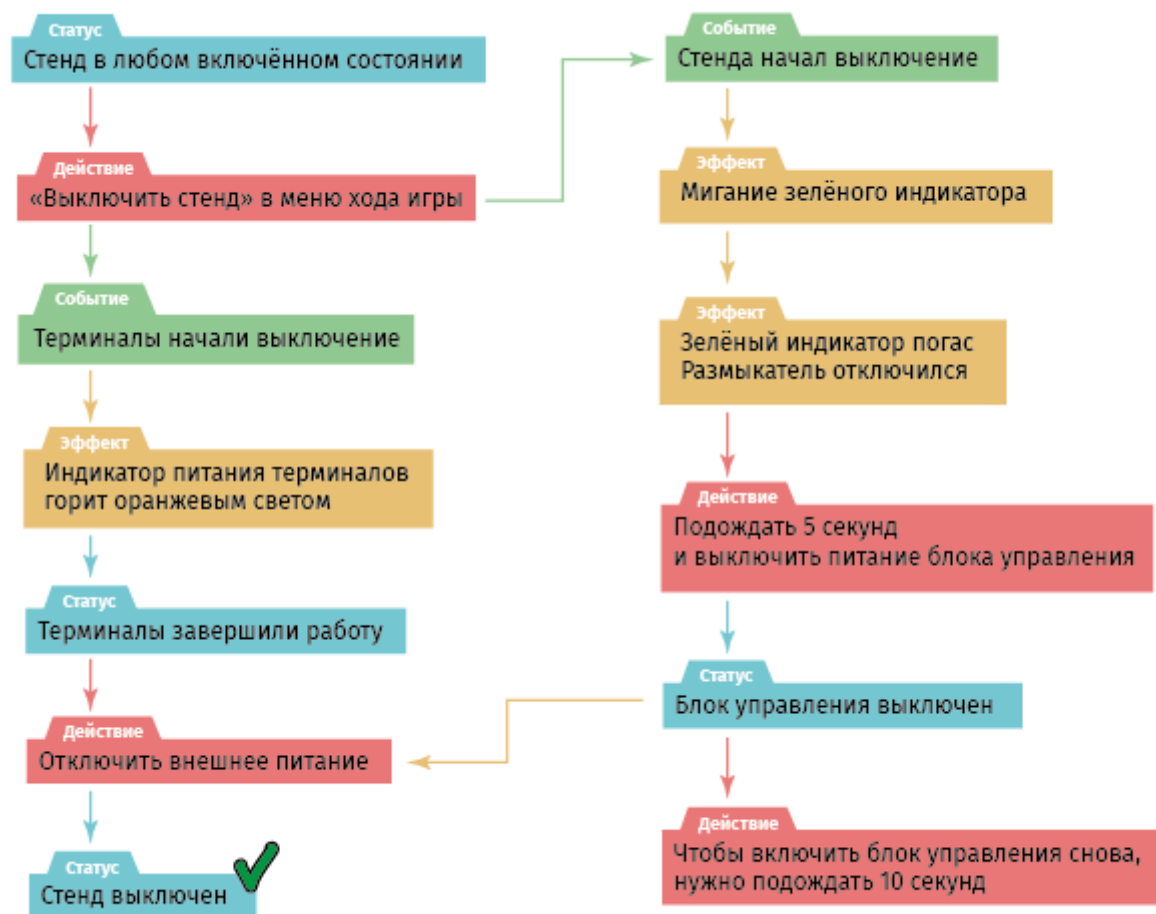 Статус
Стенд в любом включённом состоянии
Действие
«Выключить стенд» в меню хода игры
Событие
Терминалы начали выключение
Эффект
Индикатор питания терминалов
горит оранжевым светом
Статус
Терминалы завершили работу
Действие
Отключить внешнее питание
Статус
Стенд выключен
Событие
Стенда начал выключение
Эффект
Мигание зелёного индикатора
Эффект
Зелёный индикатор погас
Размыкатель отключился
Действие
Подождать 5 секунд
и выключить питание блока управления
Статус
Блок управления выключен
Действие
Чтобы включить блок управления снова,
нужно подождать 10 секунд